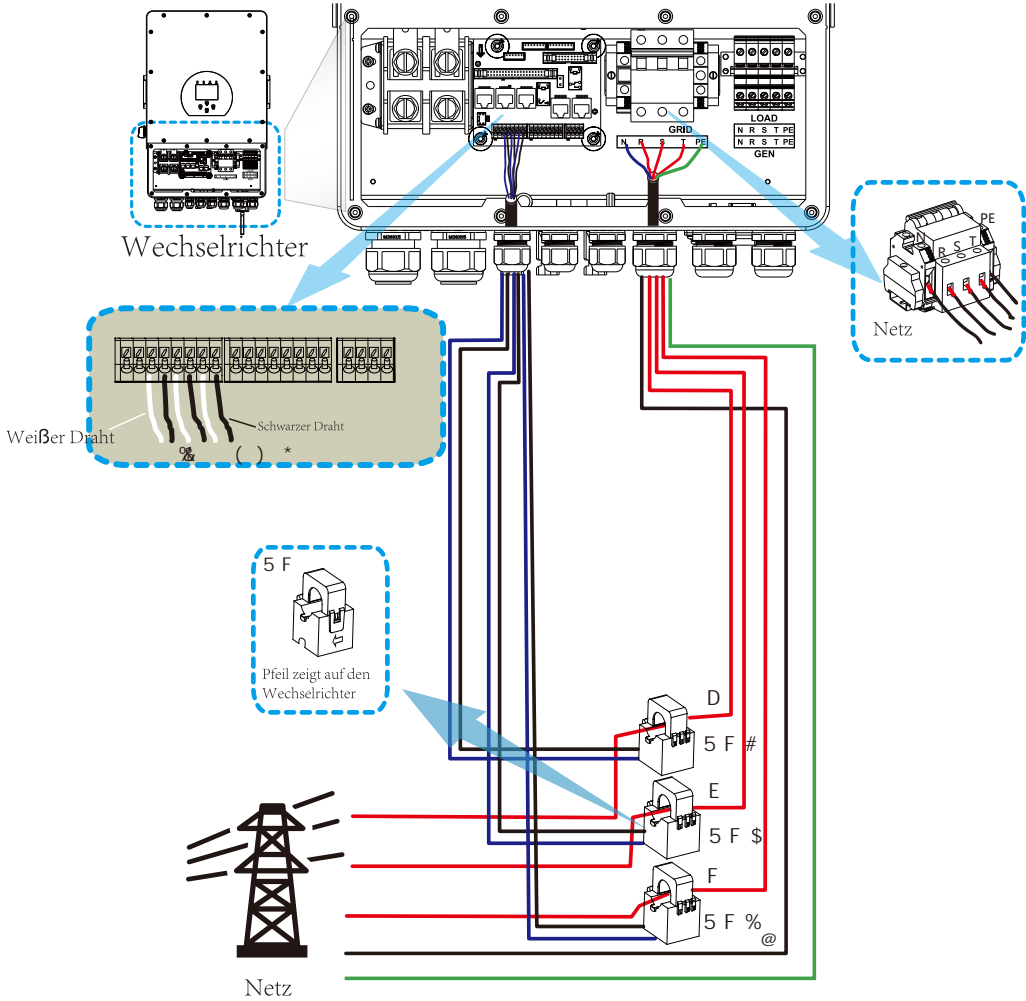 LOAD
N R S T PE
N R S T PE
GEN
GRID
N R S T PE
Wechselrichter
PE
N
R S T
Netz
Weißer Draht
Schwarzer Draht
( ) *
5 F
Pfeil zeigt auf den
Wechselrichter
D
5 F #
E
5 F $
F
5 F %
@
Netz